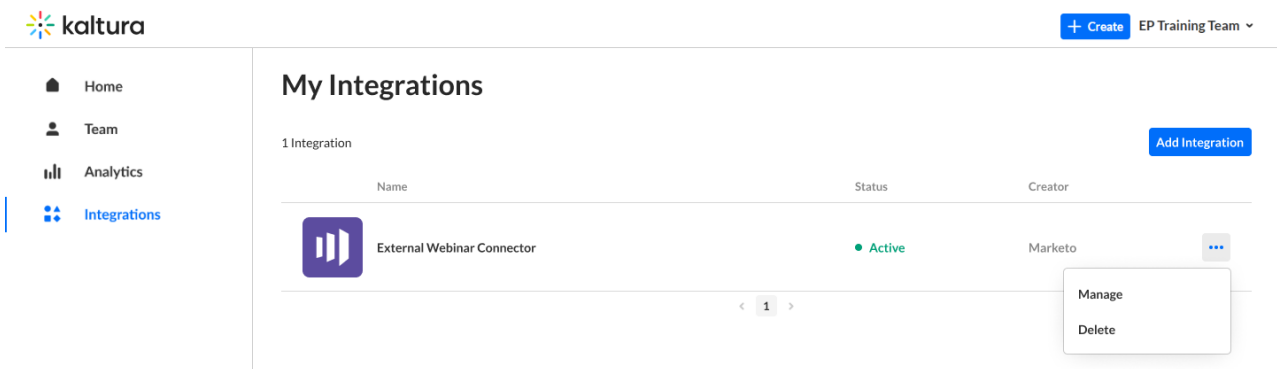 kaltura
Create
EP Training Team
Home
Team
Analytics
Integrations
My Integrations
1 Integration
Add Integration
Name Status Creator
External Webinar Connector Active Marketo
Manage
Delete
1